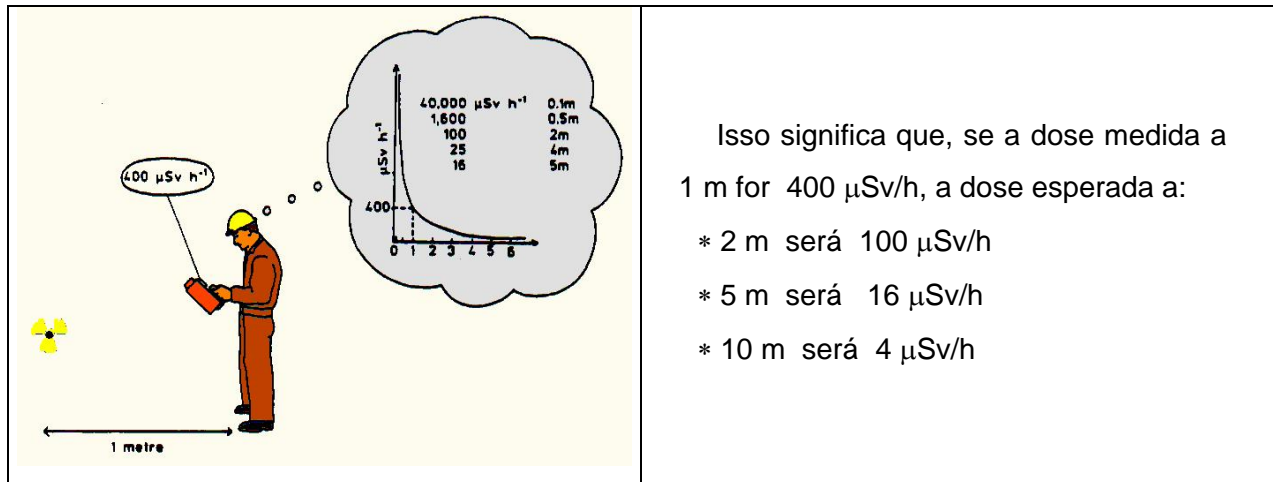 40,000 µSv h⁻¹ 0.1m
1,600 0.5m
100 2m
25 4m
16 5m
µSv h⁻¹
400
0 1 2 3 4 5 6
400 µSv h⁻¹
1 metre
Isso significa que, se a dose medida a
1 m for 400 µSv/h, a dose esperada a:
∗ 2 m será 100 µSv/h
∗ 5 m será 16 µSv/h
∗ 10 m será 4 µSv/h